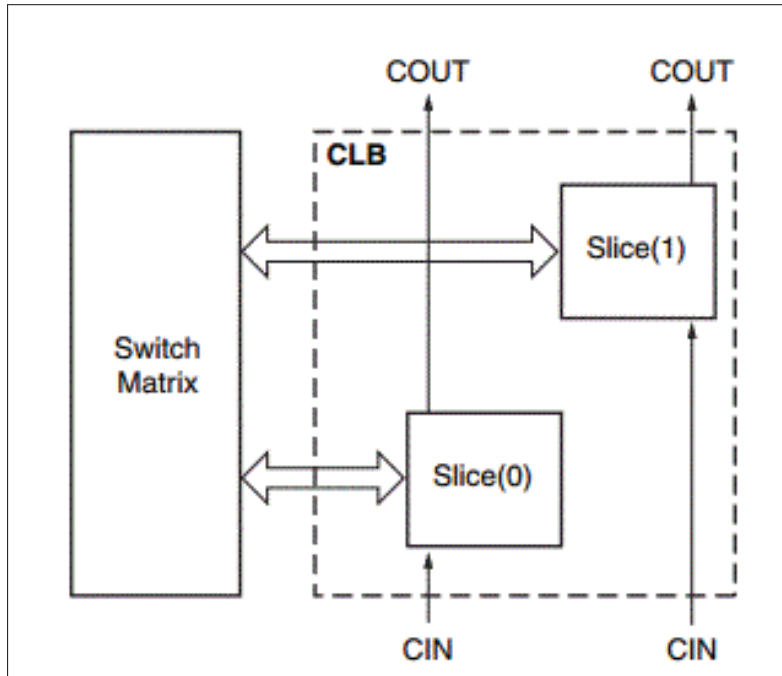 COUT COUT
CLB
Slice(1)
Switch
Matrix
Slice(0)
CIN CIN